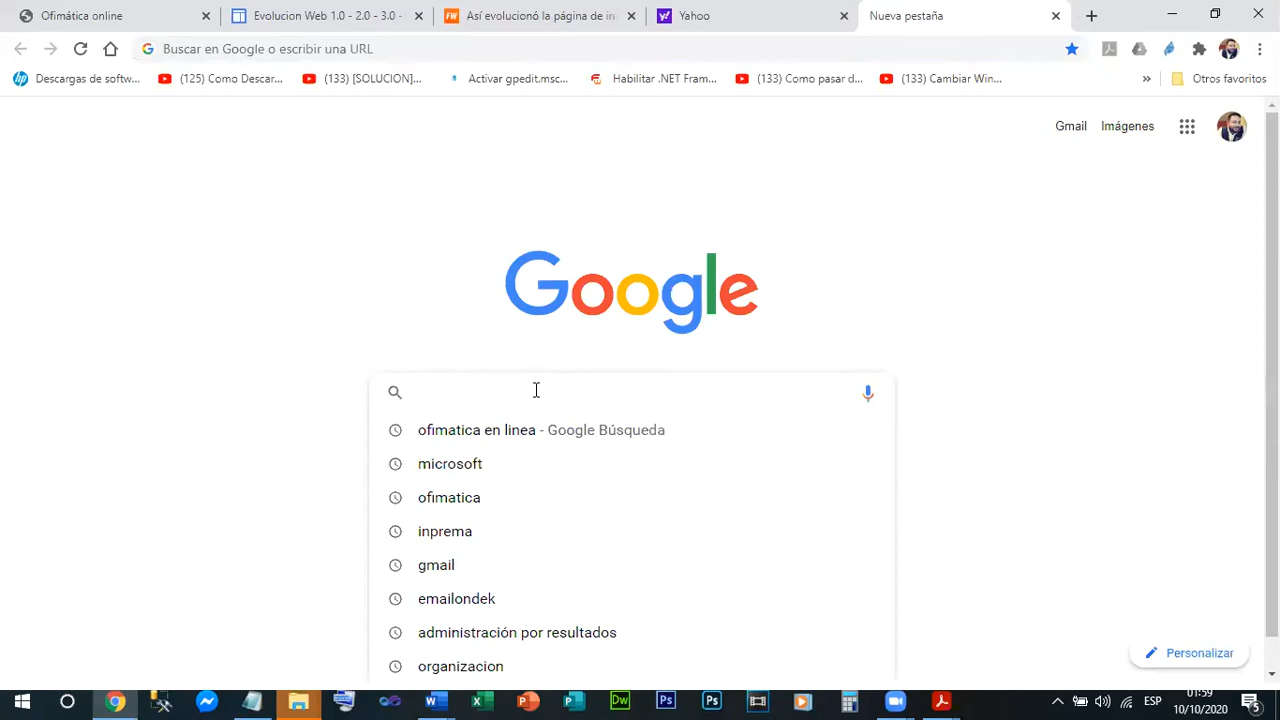 Ofimática online
Evolucion Web 1.0 - 2.0 - 3.0
Así evolucionó la página de in
Yahoo
Nueva pestaña
Buscar en Google o escribir una URL
Descargas de softw...
(125) Como Descar...
(133) [SOLUCION]...
Activar gpedit.msc...
Habilitar .NET Fram...
(133) Como pasar d...
(133) Cambiar Win...
Otros favoritos
Gmail
Imágenes
Google
ofimatica en linea - Google Búsqueda
microsoft
ofimatica
inprema
gmail
emailondek
administración por resultados
organizacion
Personalizar
ESP
01:59
10/10/2020
5